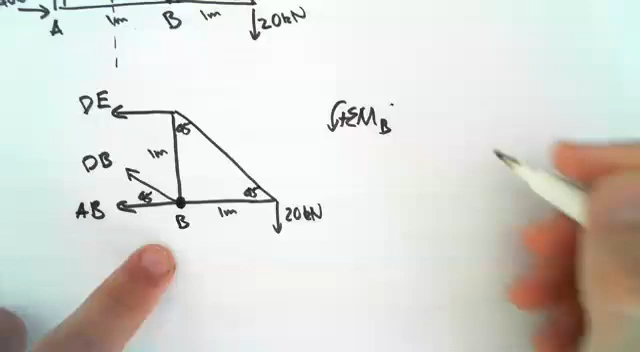 A 1m B 1m 20kN
DE
45
1m
DB
45 45
AB
B 1m 20kN
+ΣM_B